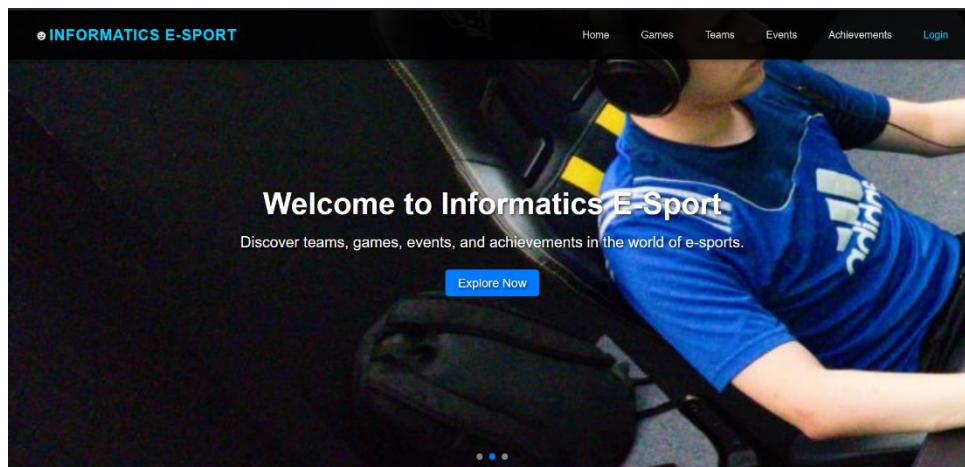 INFORMATICS E-SPORT
Home Games Teams Events Achievements Login
Welcome to Informatics E-Sport
Discover teams, games, events, and achievements in the world of e-sports.
Explore Now
adidas